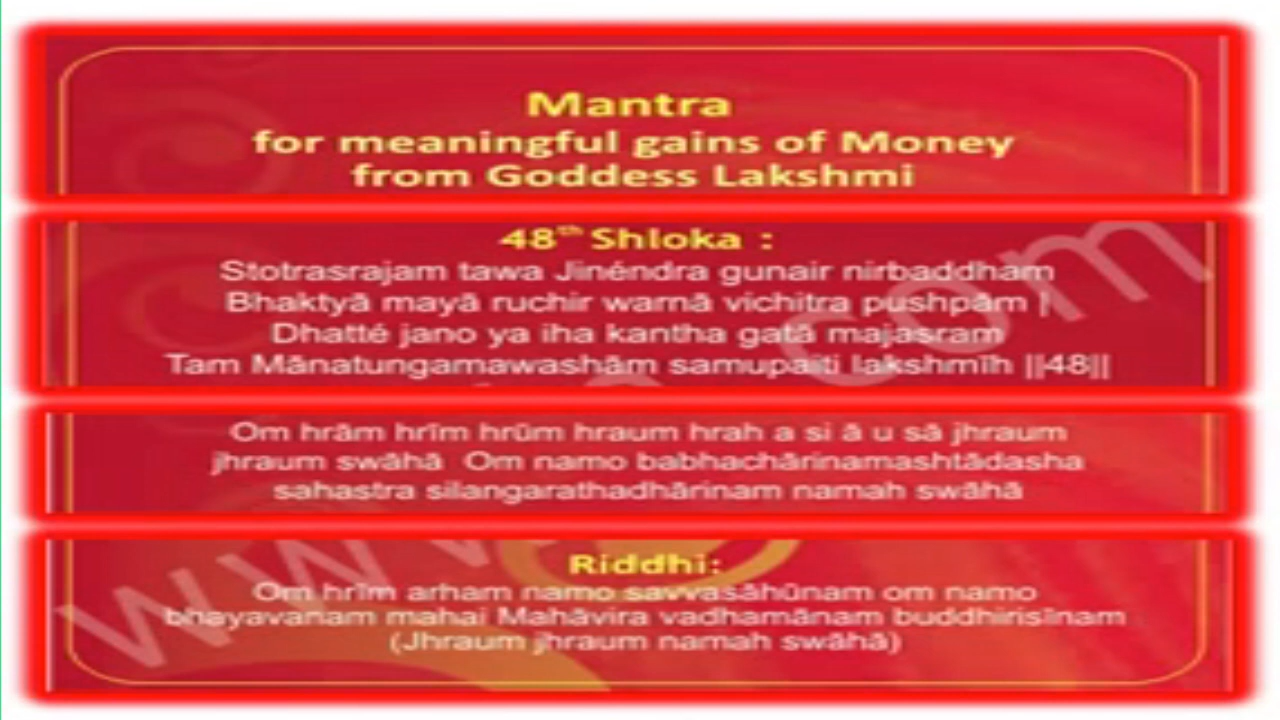 Mantra
for meaningful gains of Money
from Goddess Lakshmi
48th Shloka :
Stotrasrajam tawa Jinéndra gunair nirbaddham
Bhaktyā mayā ruchir warnā vichitra pushpām |
Dhatté jano ya iha kantha gatā majasram
Tam Mānatungamawashām samupaiti lakshmīh ||48||
Om hrām hrīm hrūm hraum hrah a si ā u sā jhraum
jhraum swāhā Om namo babhachārinamashtādasha
sahastra silangarathadhārinam namah swāhā
Riddhi:
Om hrīm arham namo savvasāhūnam om namo
bhayavanam mahai Mahāvira vadhamānam buddhirisīnam
(Jhraum jhraum namah swāhā)